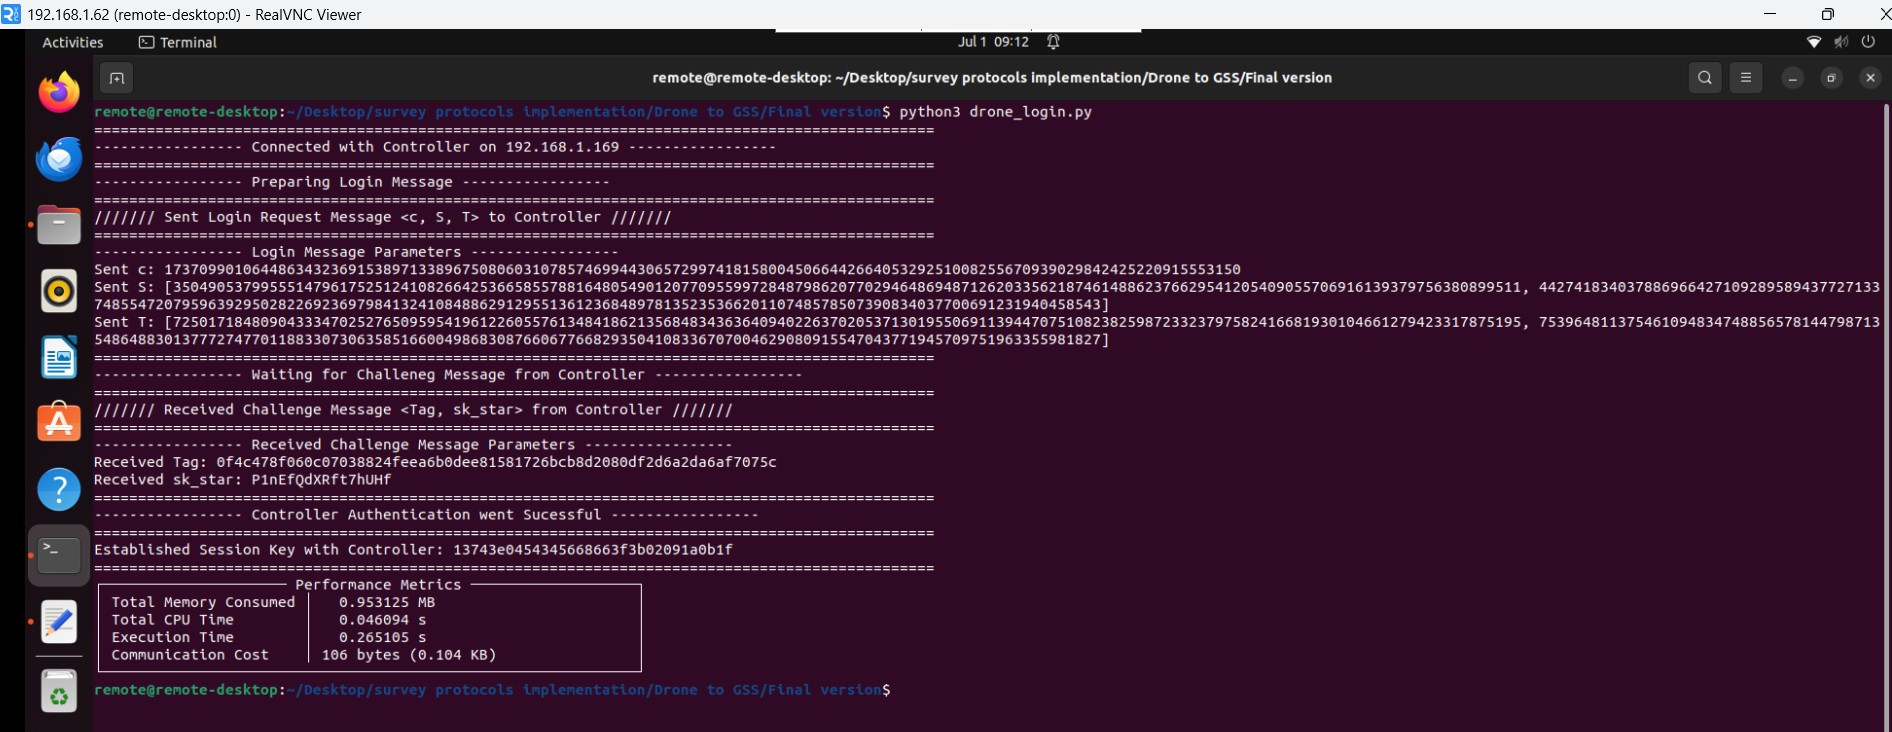 192.168.1.62 (remote-desktop:0) - RealVNC Viewer
Activities Terminal Jul 1 09:12
remote@remote-desktop: ~/Desktop/survey protocols implementation/Drone to GSS/Final version
remote@remote-desktop:~/Desktop/survey protocols implementation/Drone to GSS/Final version$ python3 drone_login.py
================================================================================================
----------------- Connected with Controller on 192.168.1.169 -----------------
================================================================================================
----------------- Preparing Login Message -----------------
================================================================================================
/////// Sent Login Request Message <c, S, T> to Controller ///////
================================================================================================
----------------- Login Message Parameters -----------------
Sent c:
Sent S:
Sent T:
================================================================================================
----------------- Waiting for Challeneg Message from Controller -----------------
================================================================================================
/////// Received Challenge Message <Tag, sk_star> from Controller ///////
================================================================================================
----------------- Received Challenge Message Parameters -----------------
Received Tag: 0f4c478f060c07038824feea6b0dee81581726bcb8d2080df2d6a2da6af7075c
Received sk_star: P1nEfQdXRft7hUHf
================================================================================================
----------------- Controller Authentication went Sucessful -----------------
================================================================================================
Established Session Key with Controller: 13743e0454345668663f3b02091a0b1f
================================================================================================
Performance Metrics
Total Memory Consumed 0.953125 MB
Total CPU Time 0.046094 s
Execution Time 0.265105 s
Communication Cost 106 bytes (0.104 KB)
remote@remote-desktop:~/Desktop/survey protocols implementation/Drone to GSS/Final version$